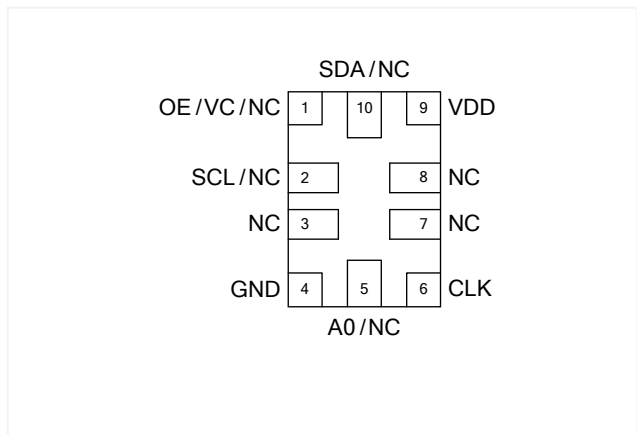 SDA/NC
OE/VC/NC 1 10 9 VDD
SCL/NC 2 8 NC
NC 3 7 NC
GND 4 5 6 CLK
A0/NC